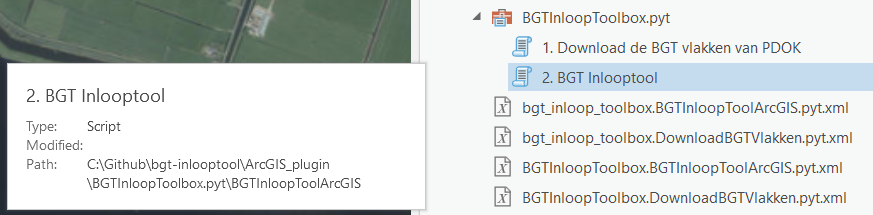 BGTInloopToolbox.pyt
1. Download de BGT vlakken van PDOK
2. BGT Inlooptool
bgt_inloop_toolbox.BGTInloopToolArcGIS.pyt.xml
bgt_inloop_toolbox.DownloadBGTVlakken.pyt.xml
BGTInloopToolbox.BGTInloopToolArcGIS.pyt.xml
BGTInloopToolbox.DownloadBGTVlakken.pyt.xml
2. BGT Inlooptool
Type: Script
Modified:
Path: C:\Github\bgt-inlooptool\ArcGIS_plugin
\BGTInloopToolbox.pyt\BGTInloopToolArcGIS